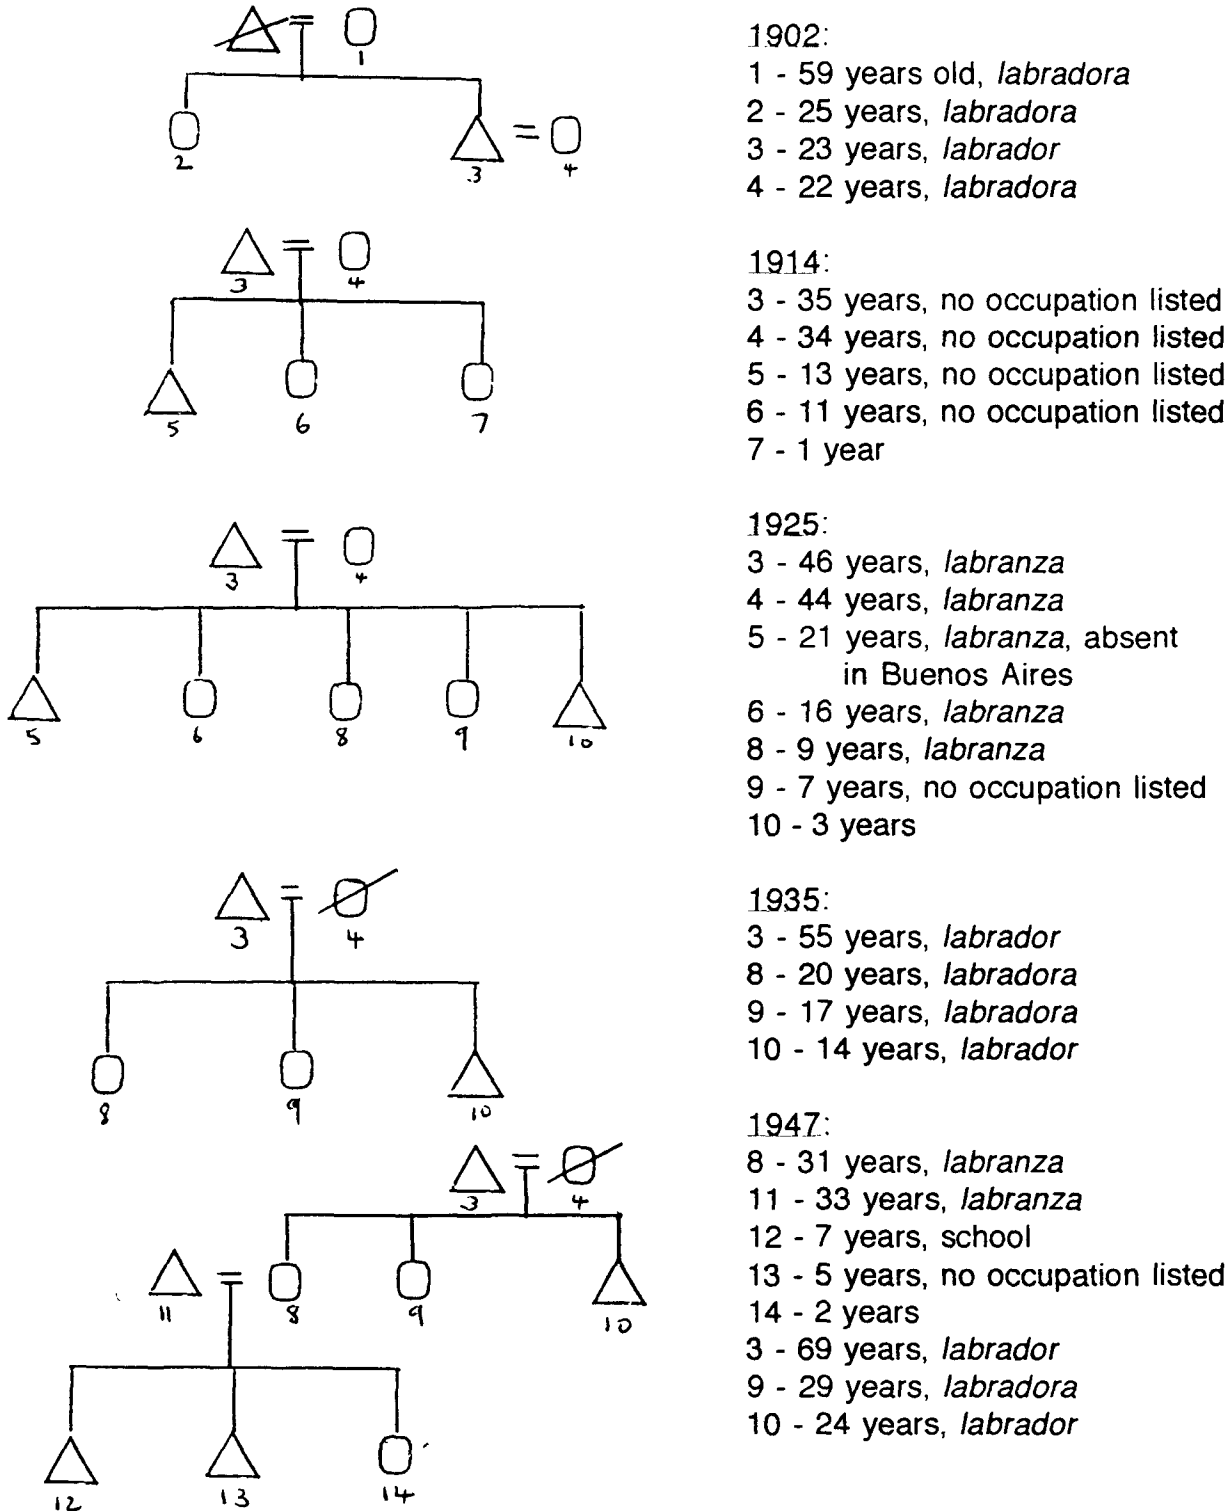 1
2
3
4
3
4
5
6
7
3
4
5
6
8
9
10
3
4
8
9
10
3
4
11
8
9
10
12
13
14
1902:
1 - 59 years old, labradora
2 - 25 years, labradora
3 - 23 years, labrador
4 - 22 years, labradora
1914:
3 - 35 years, no occupation listed
4 - 34 years, no occupation listed
5 - 13 years, no occupation listed
6 - 11 years, no occupation listed
7 - 1 year
1925:
3 - 46 years, labranza
4 - 44 years, labranza
5 - 21 years, labranza, absent
in Buenos Aires
6 - 16 years, labranza
8 - 9 years, labranza
9 - 7 years, no occupation listed
10 - 3 years
1935:
3 - 55 years, labrador
8 - 20 years, labradora
9 - 17 years, labradora
10 - 14 years, labrador
1947:
8 - 31 years, labranza
11 - 33 years, labranza
12 - 7 years, school
13 - 5 years, no occupation listed
14 - 2 years
3 - 69 years, labrador
9 - 29 years, labradora
10 - 24 years, labrador